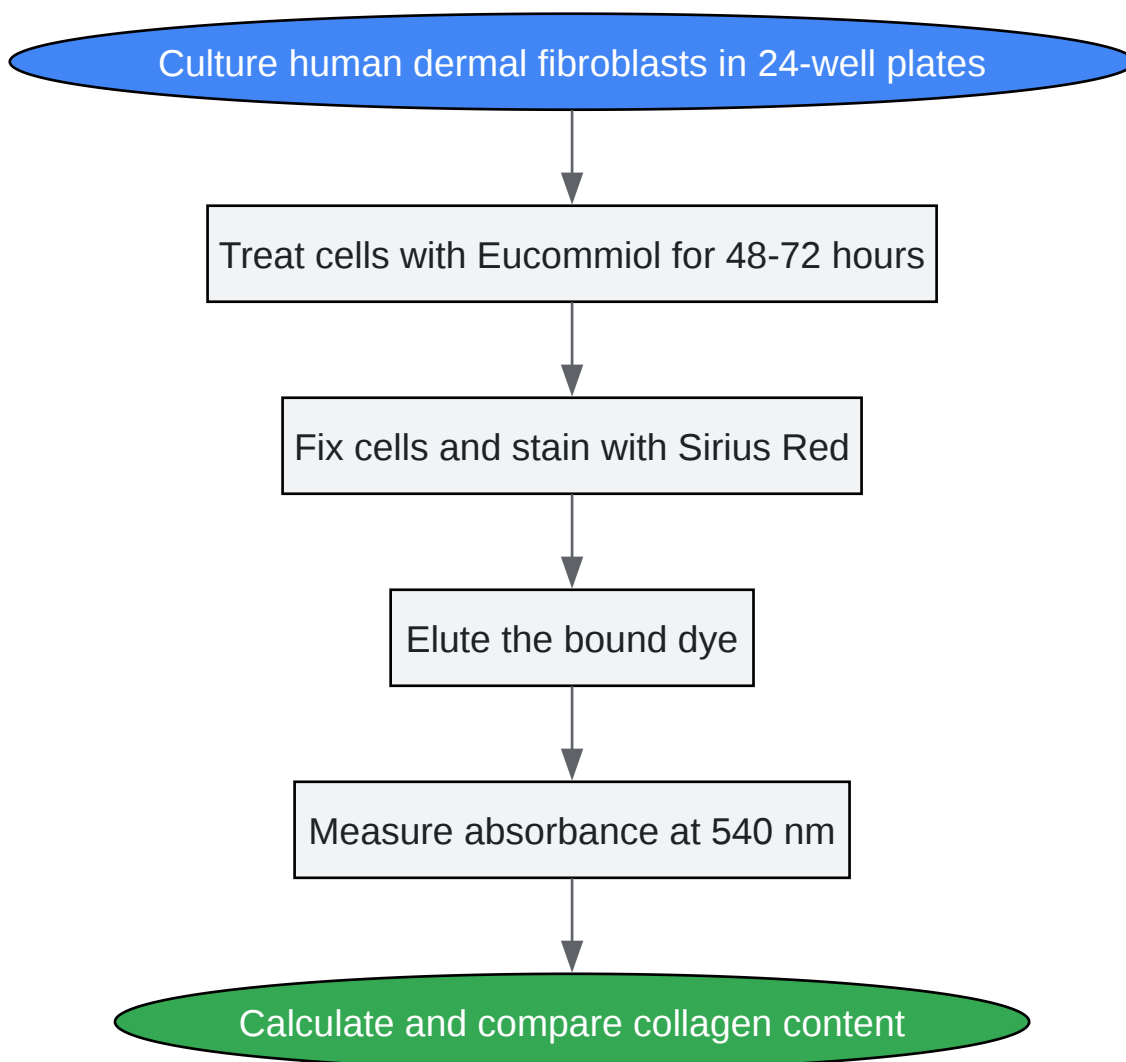 Culture human dermal fibroblasts in 24-well plates
Treat cells with Eucommiol for 48-72 hours
Fix cells and stain with Sirius Red
Elute the bound dye
Measure absorbance at 540 nm
Calculate and compare collagen content